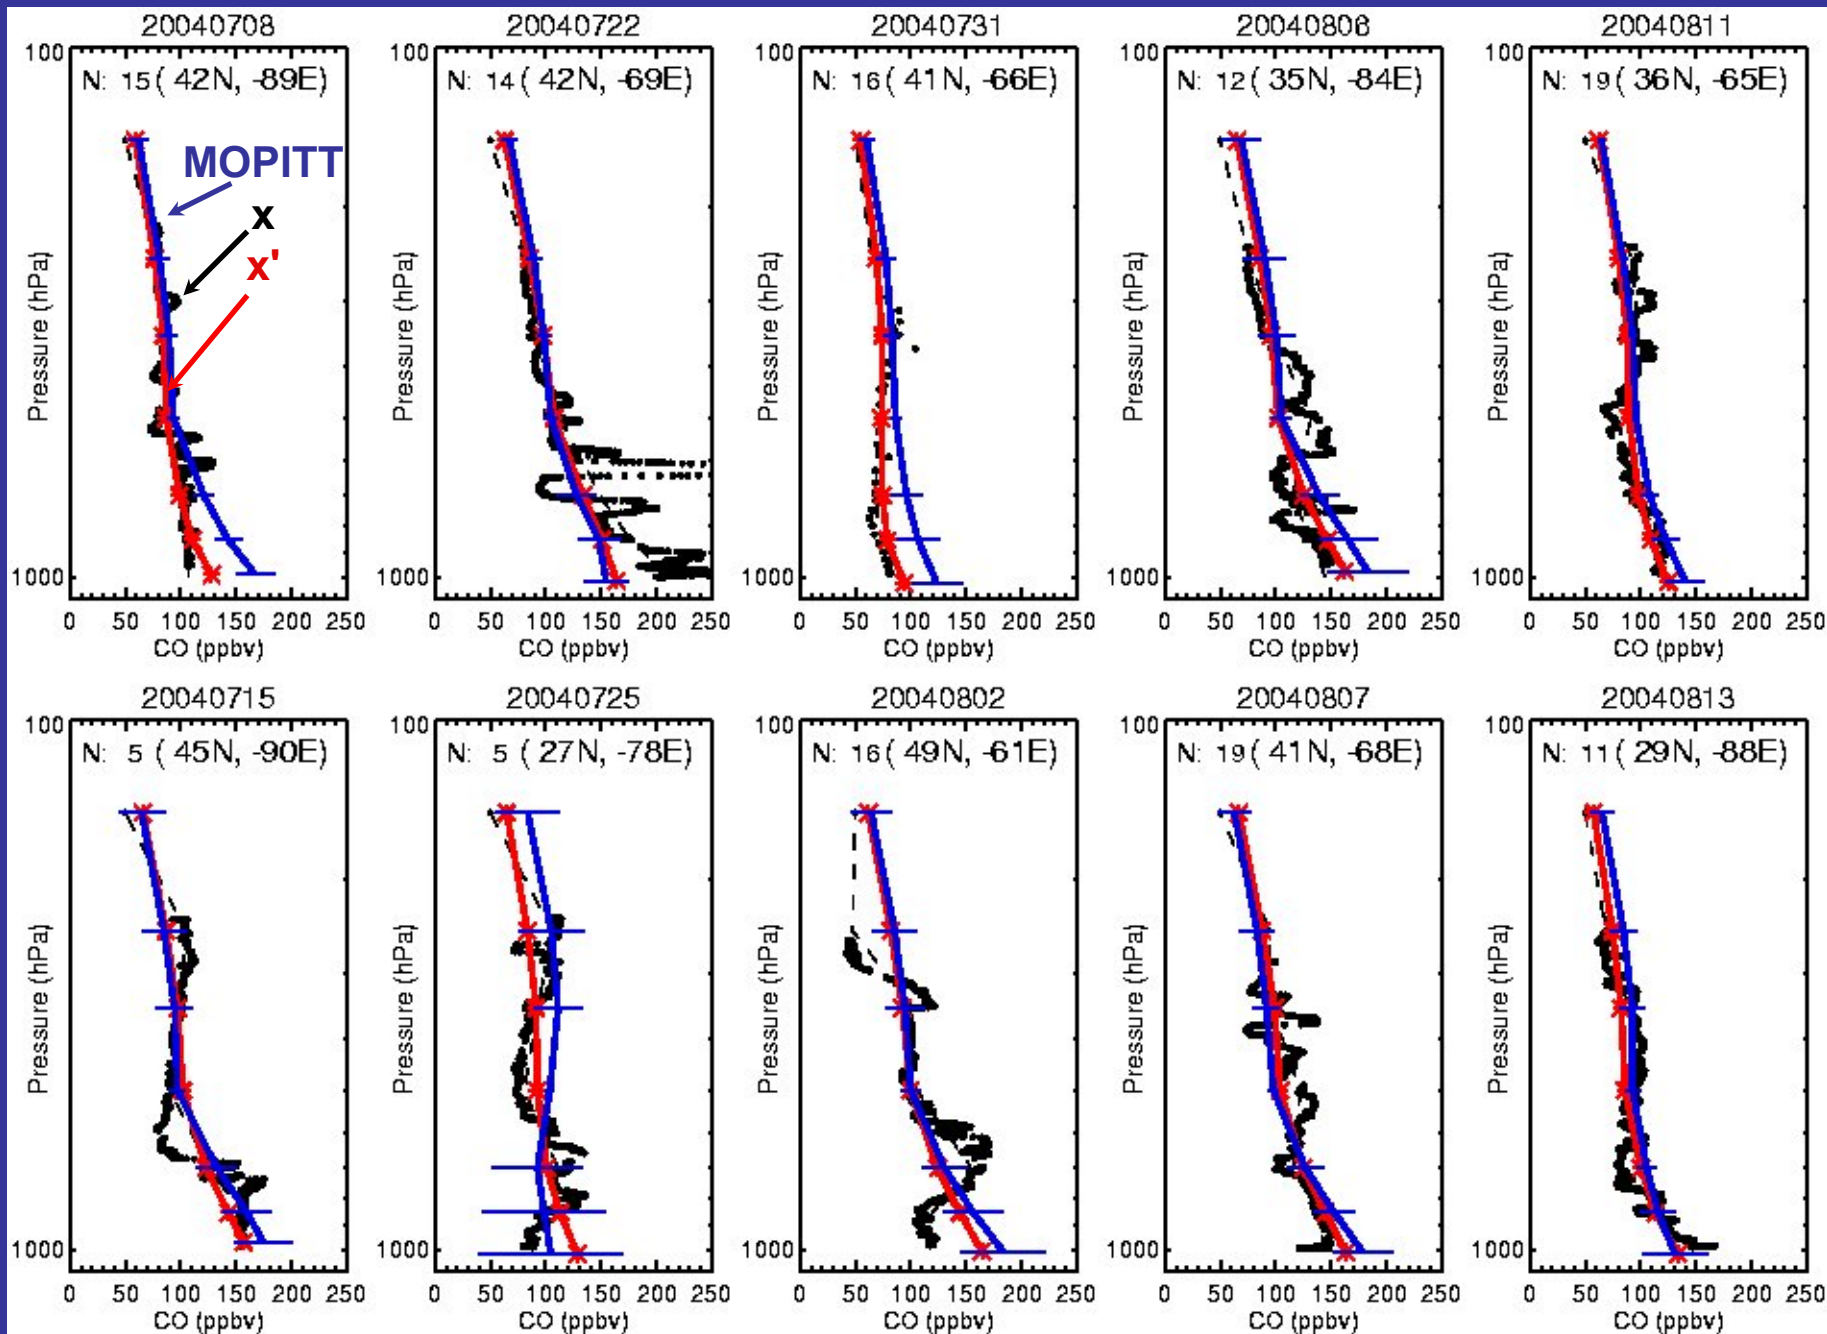 20040708
100
N: 15 ( 42N, -89E)
MOPITT
x
x'
Pressure (hPa)
1000
0 50 100 150 200 250
CO (ppbv)
20040722
100
N: 14 ( 42N, -69E)
Pressure (hPa)
1000
0 50 100 150 200 250
CO (ppbv)
20040731
100
N: 16 ( 41N, -66E)
Pressure (hPa)
1000
0 50 100 150 200 250
CO (ppbv)
20040806
100
N: 12 ( 35N, -84E)
Pressure (hPa)
1000
0 50 100 150 200 250
CO (ppbv)
20040811
100
N: 19 ( 36N, -65E)
Pressure (hPa)
1000
0 50 100 150 200 250
CO (ppbv)
20040715
100
N: 5 ( 45N, -90E)
Pressure (hPa)
1000
0 50 100 150 200 250
CO (ppbv)
20040725
100
N: 5 ( 27N, -78E)
Pressure (hPa)
1000
0 50 100 150 200 250
CO (ppbv)
20040802
100
N: 16 ( 49N, -61E)
Pressure (hPa)
1000
0 50 100 150 200 250
CO (ppbv)
20040807
100
N: 19 ( 41N, -68E)
Pressure (hPa)
1000
0 50 100 150 200 250
CO (ppbv)
20040813
100
N: 11 ( 29N, -88E)
Pressure (hPa)
1000
0 50 100 150 200 250
CO (ppbv)